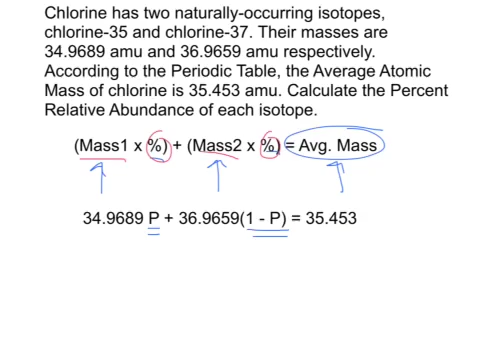 Chlorine has two naturally-occurring isotopes,
chlorine-35 and chlorine-37. Their masses are
34.9689 amu and 36.9659 amu respectively.
According to the Periodic Table, the Average Atomic
Mass of chlorine is 35.453 amu. Calculate the Percent
Relative Abundance of each isotope.
(Mass1 x %) + (Mass2 x %) = Avg. Mass
34.9689 P + 36.9659(1 - P) = 35.453